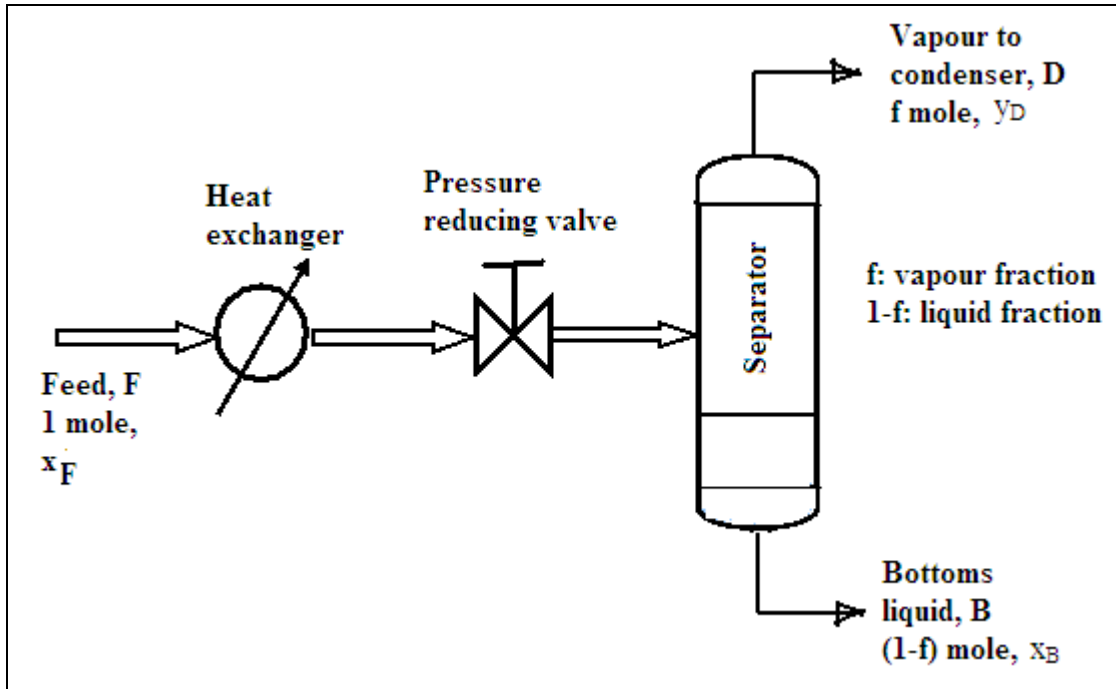 Vapour to
condenser, D
f mole, yD
Heat
exchanger
Pressure
reducing valve
Separator
f: vapour fraction
1-f: liquid fraction
Feed, F
1 mole,
xF
Bottoms
liquid, B
(1-f) mole, xB